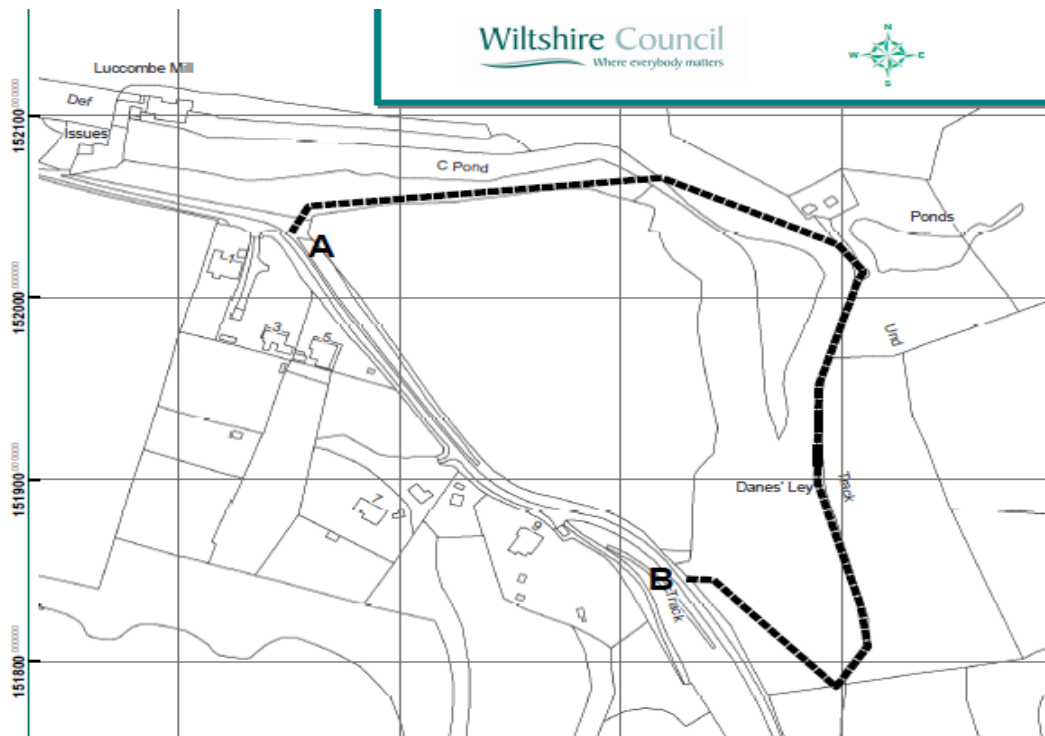 Wiltshire Council
Where everybody matters
N
W E
S
Luccombe Mill
Def
Issues
C Pond
Ponds
A
1
3
5
Und
Danes' Ley
Track
7
9
B
Track
152100
152000
151900
151800